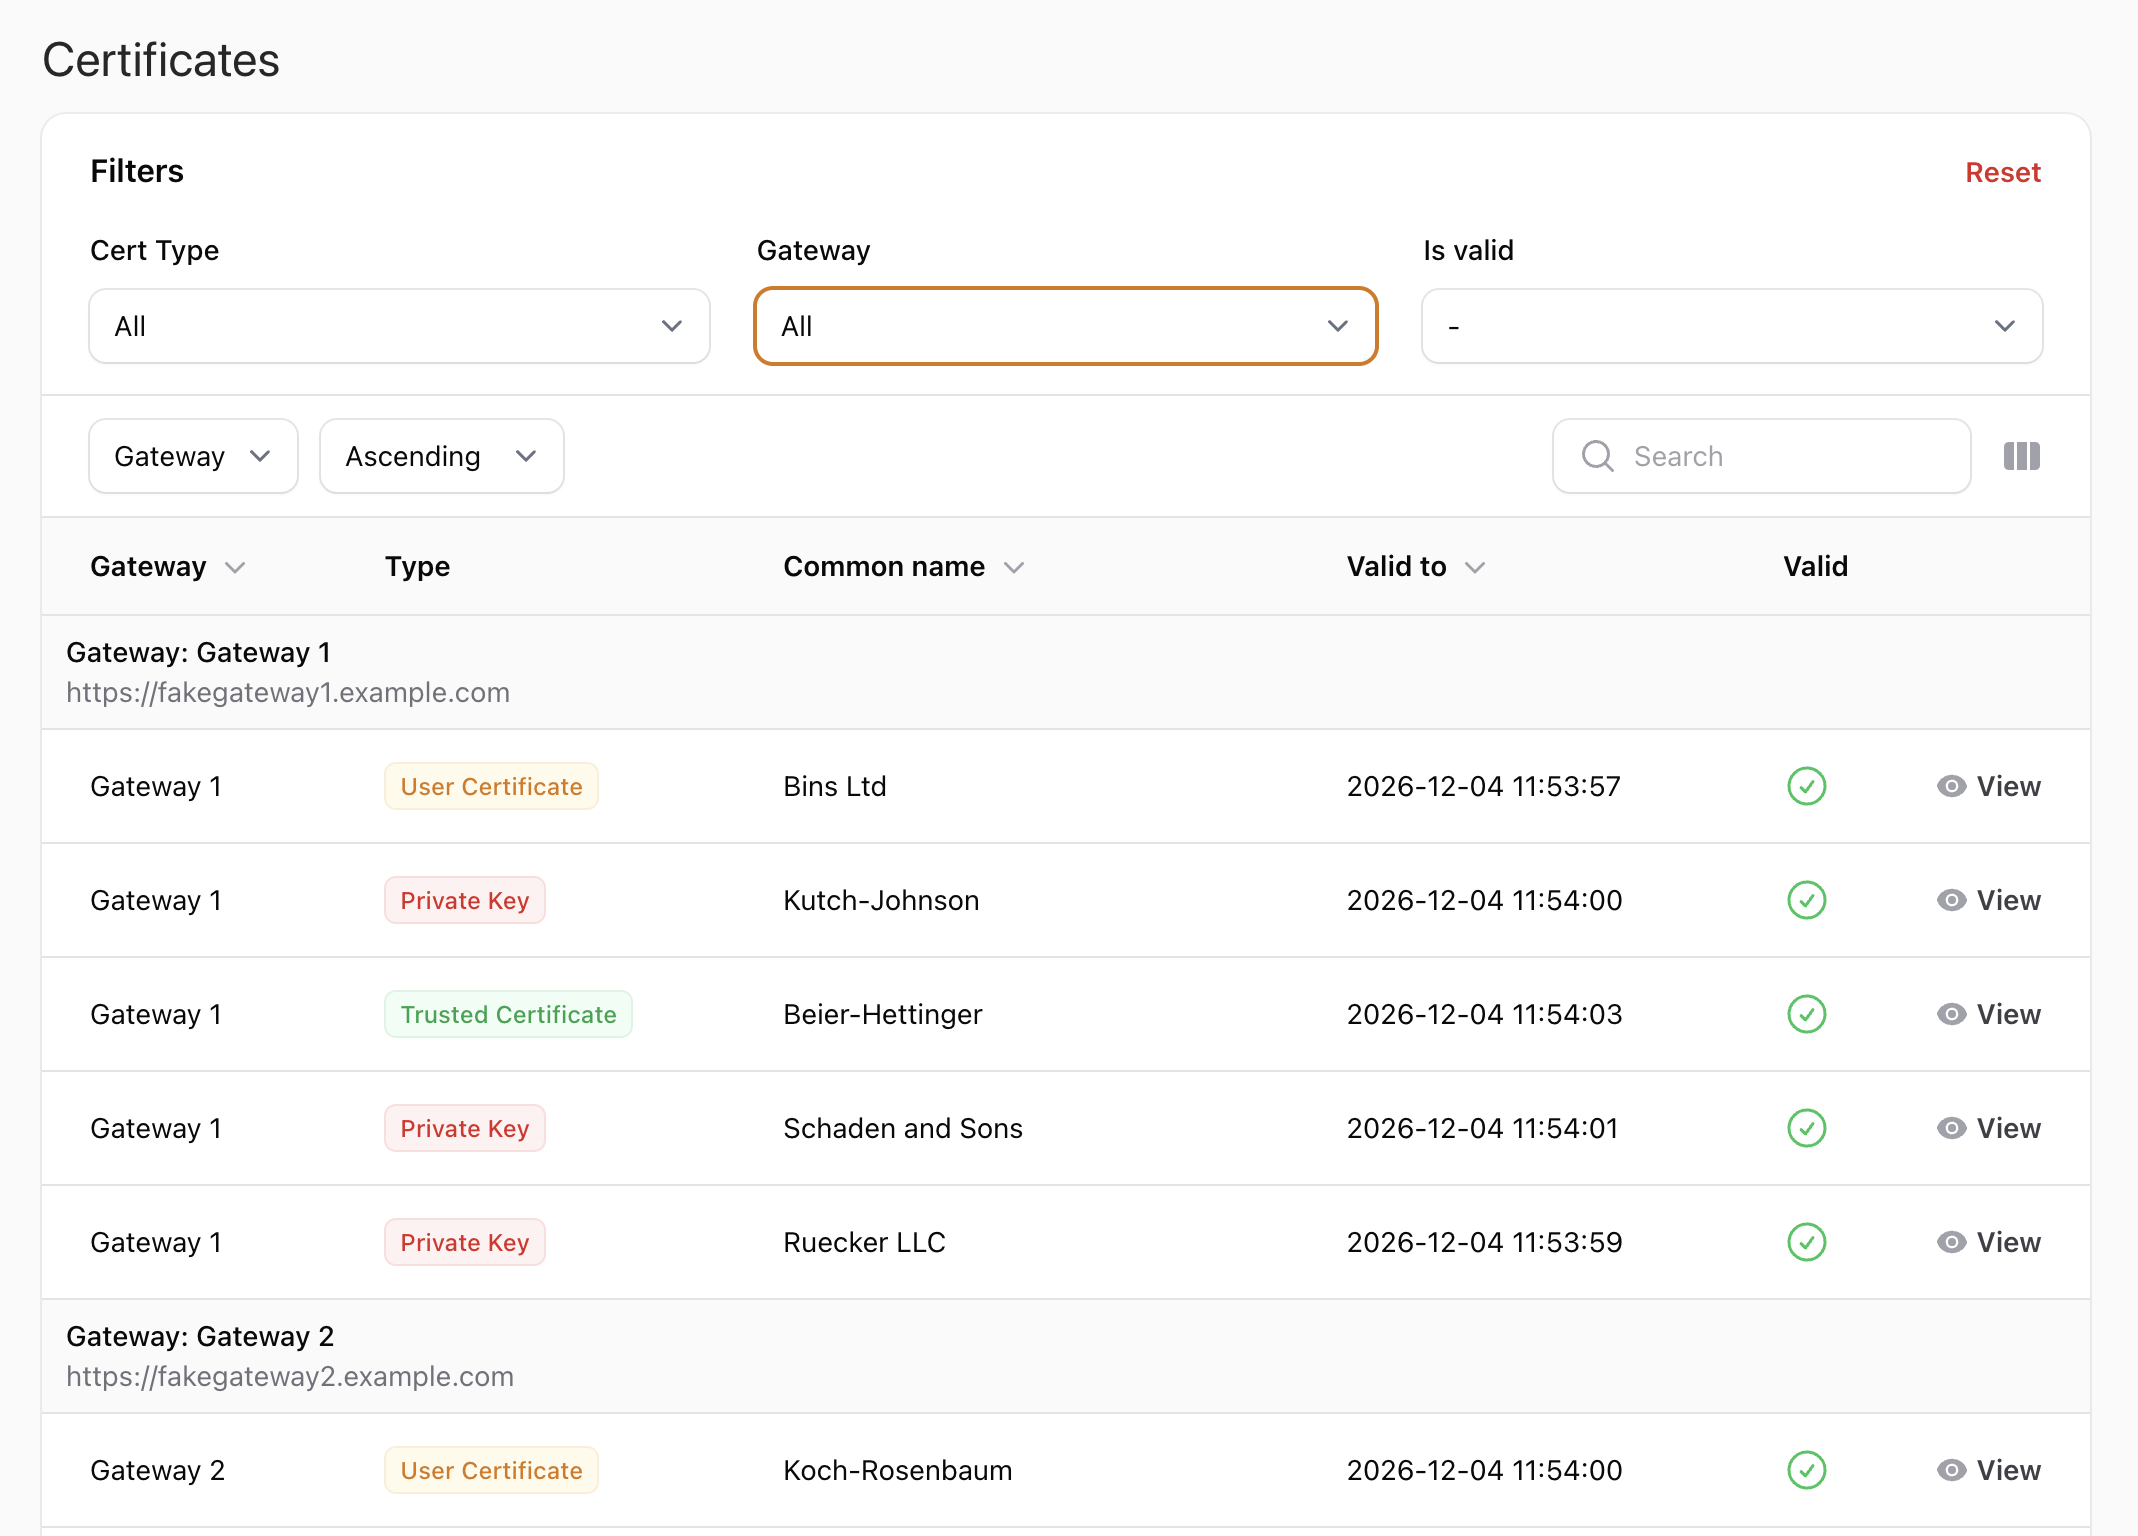 Certificates
Filters
Reset
Cert Type
Gateway
Is valid
All
All
-
Gateway
Ascending
Search
Gateway Type Common name Valid to Valid
Gateway: Gateway 1
https://fakegateway1.example.com
Gateway 1 User Certificate Bins Ltd 2026-12-04 11:53:57 View
Gateway 1 Private Key Kutch-Johnson 2026-12-04 11:54:00 View
Gateway 1 Trusted Certificate Beier-Hettinger 2026-12-04 11:54:03 View
Gateway 1 Private Key Schaden and Sons 2026-12-04 11:54:01 View
Gateway 1 Private Key Ruecker LLC 2026-12-04 11:53:59 View
Gateway: Gateway 2
https://fakegateway2.example.com
Gateway 2 User Certificate Koch-Rosenbaum 2026-12-04 11:54:00 View